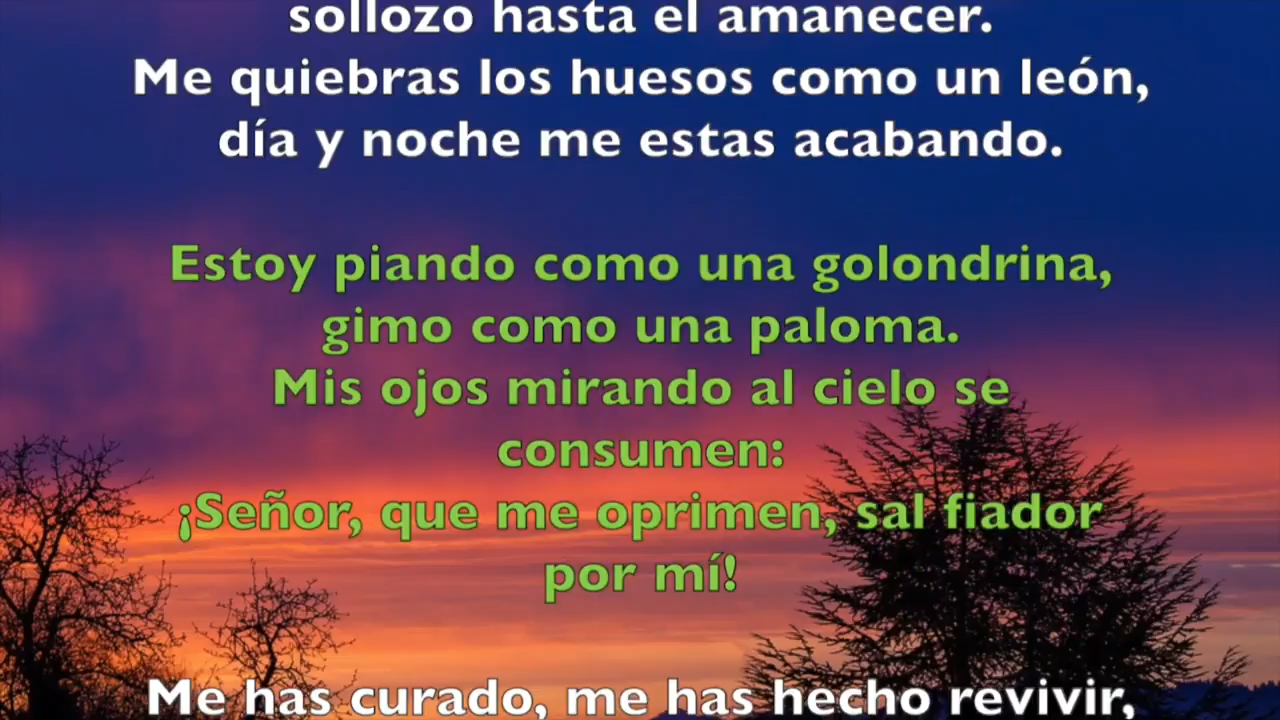 sollozo hasta el amanecer.
Me quiebras los huesos como un león,
día y noche me estas acabando.
Estoy piando como una golondrina,
gimo como una paloma.
Mis ojos mirando al cielo se
consumen:
¡Señor, que me oprimen, sal fiador
por mí!
Me has curado, me has hecho revivir,